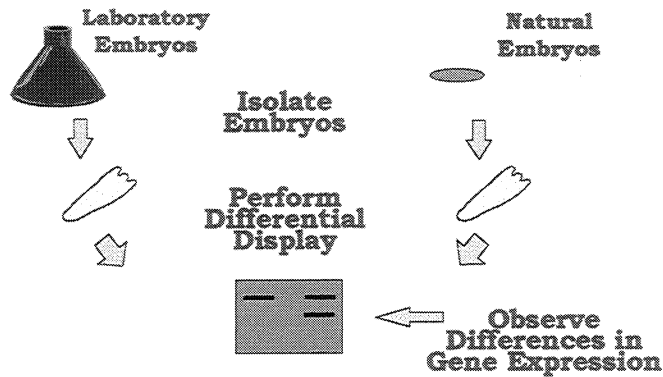 Laboratory
Embryos
Natural
Embryos
Isolate
Embryos
Perform
Differential
Display
Observe
Differences in
Gene Expression